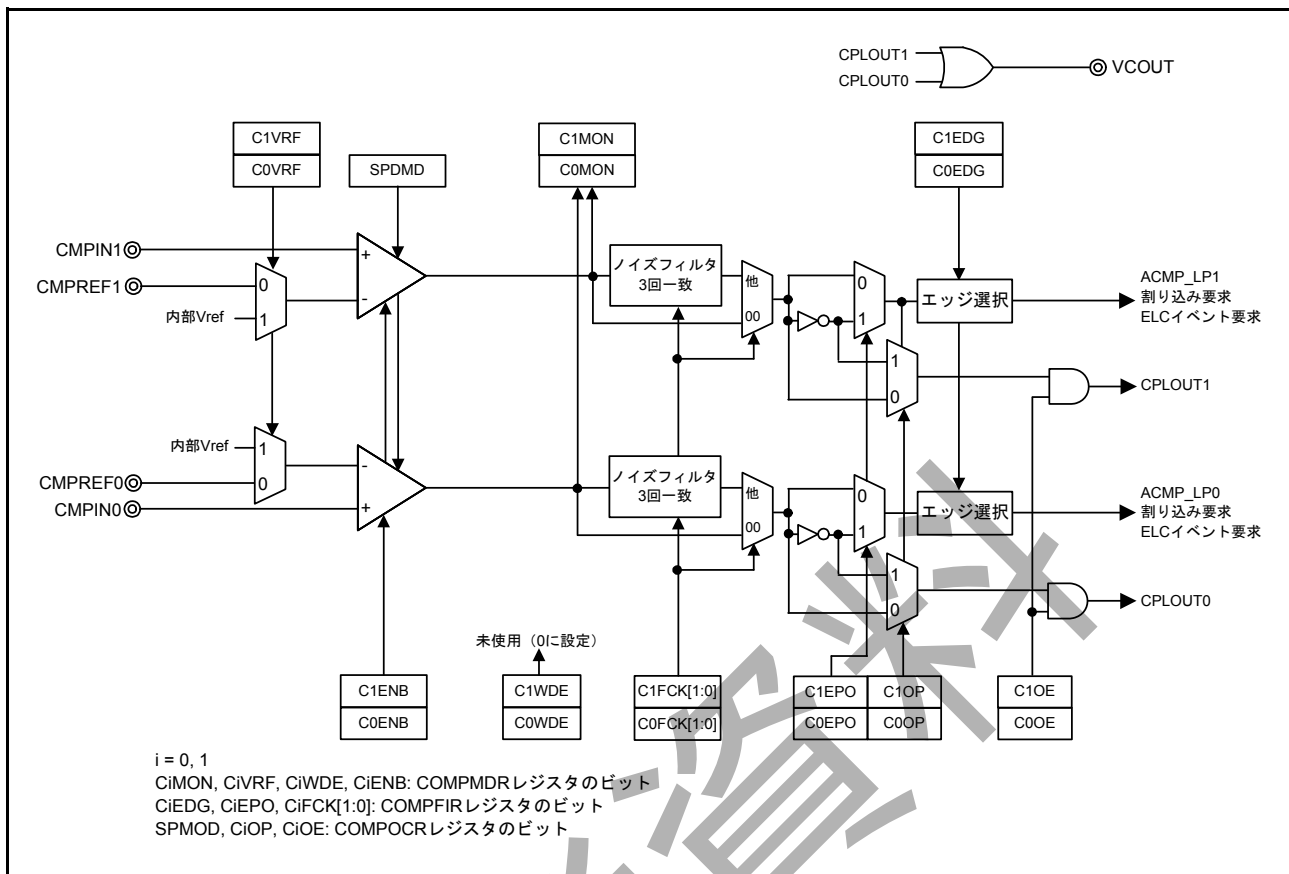 CPLOUT1
CPLOUT0
VCOUT
C1VRF
C0VRF
SPDMD
C1MON
C0MON
C1EDG
C0EDG
CMPIN1
CMPREF1
内部Vref
0
1
+
-
ノイズフィルタ
3回一致
他
00
0
1
1
0
エッジ選択
ACMP_LP1
割り込み要求
ELCイベント要求
CPLOUT1
内部Vref
CMPREF0
CMPIN0
1
0
-
+
ノイズフィルタ
3回一致
他
00
0
1
1
0
エッジ選択
ACMP_LP0
割り込み要求
ELCイベント要求
CPLOUT0
未使用（0に設定）
C1ENB
C0ENB
C1WDE
C0WDE
C1FCK[1:0]
C0FCK[1:0]
C1EPO
C0EPO
C1OP
C0OP
C1OE
C0OE
i = 0, 1
CiMON, CiVRF, CiWDE, CiENB: COMPMDRレジスタのビット
CiEDG, CiEPO, CiFCK[1:0]: COMPFIRレジスタのビット
SPMOD, CiOP, CiOE: COMPOCRレジスタのビット
資料